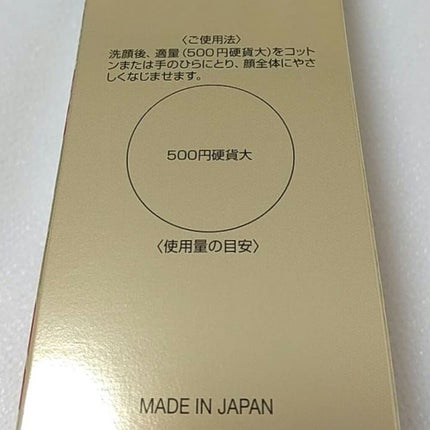 〈ご使用法〉
洗顔後、適量(500円硬貨大)をコット
ンまたは手のひらにとり、顔全体にやさ
しくなじませます。
500円硬貨大
〈使用量の目安〉
MADE IN JAPAN